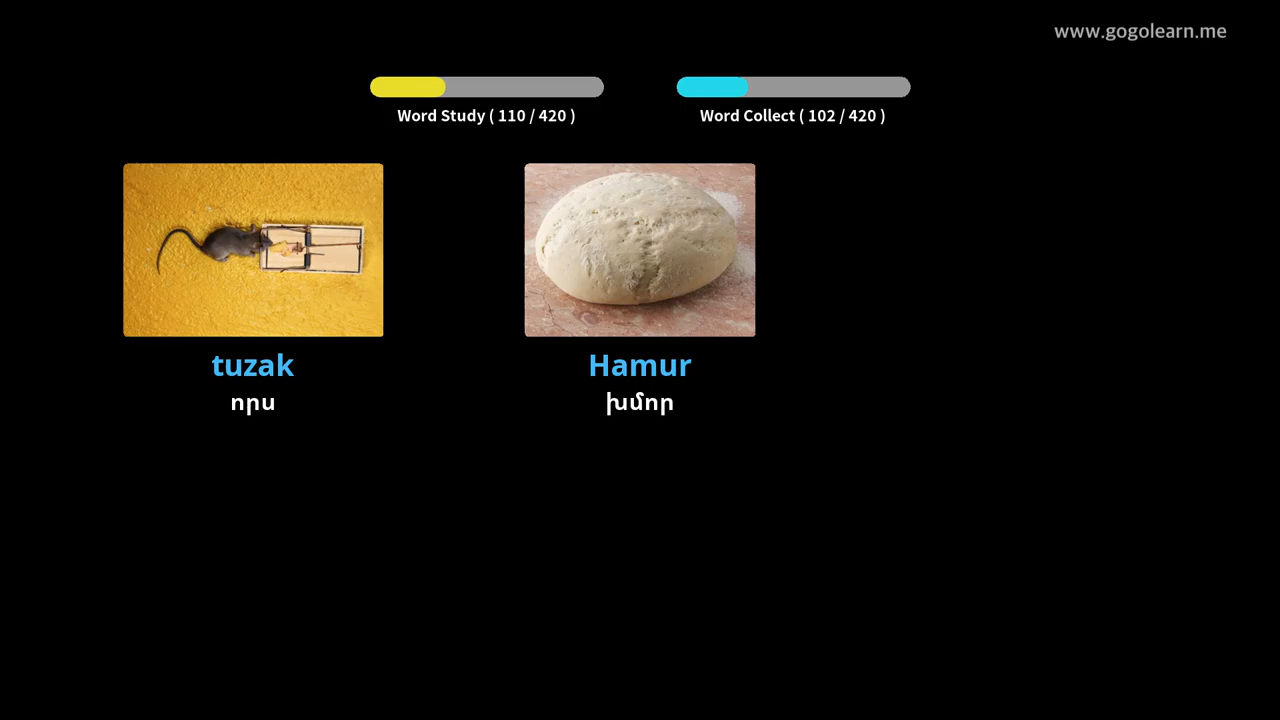 www.gogolearn.me
Word Study ( 110 / 420 )
Word Collect ( 102 / 420 )
tuzak
որս
Hamur
խմոր